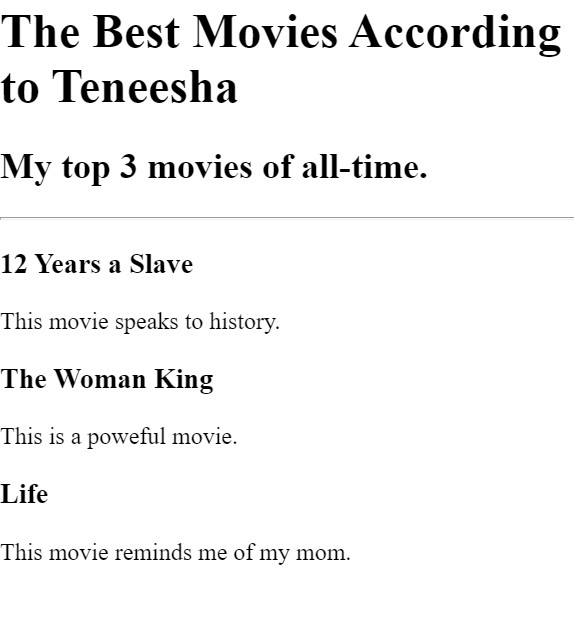 The Best Movies According
to Teneesha
My top 3 movies of all-time.
12 Years a Slave
This movie speaks to history.
The Woman King
This is a poweful movie.
Life
This movie reminds me of my mom.